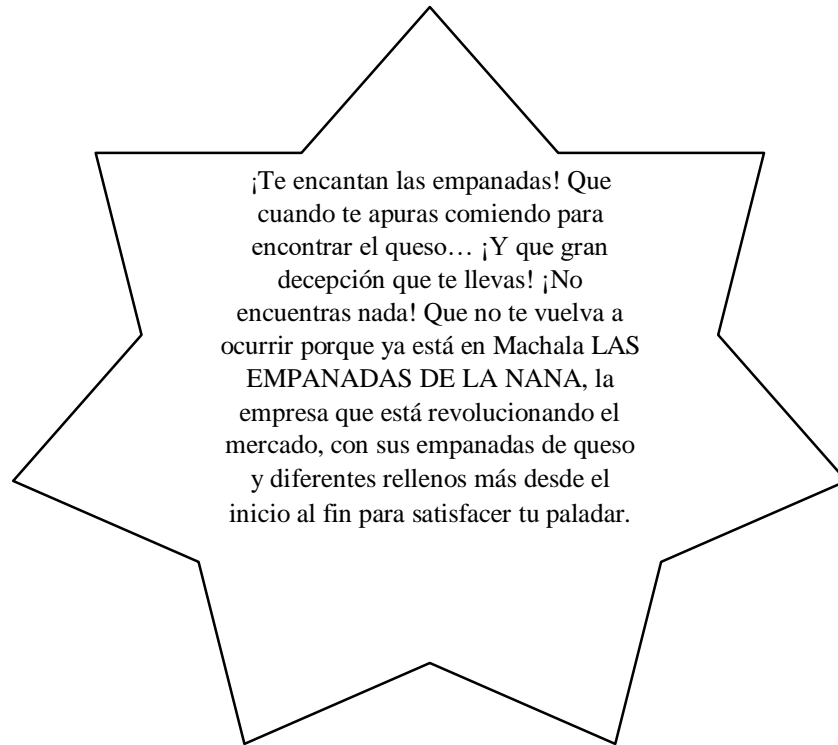 ¡Te encantan las empanadas! Que
cuando te apuras comiendo para
encontrar el queso… ¡Y que gran
decepción que te llevas! ¡No
encuentras nada! Que no te vuelva a
ocurrir porque ya está en Machala LAS
EMPANADAS DE LA NANA, la
empresa que está revolucionando el
mercado, con sus empanadas de queso
y diferentes rellenos más desde el
inicio al fin para satisfacer tu paladar.